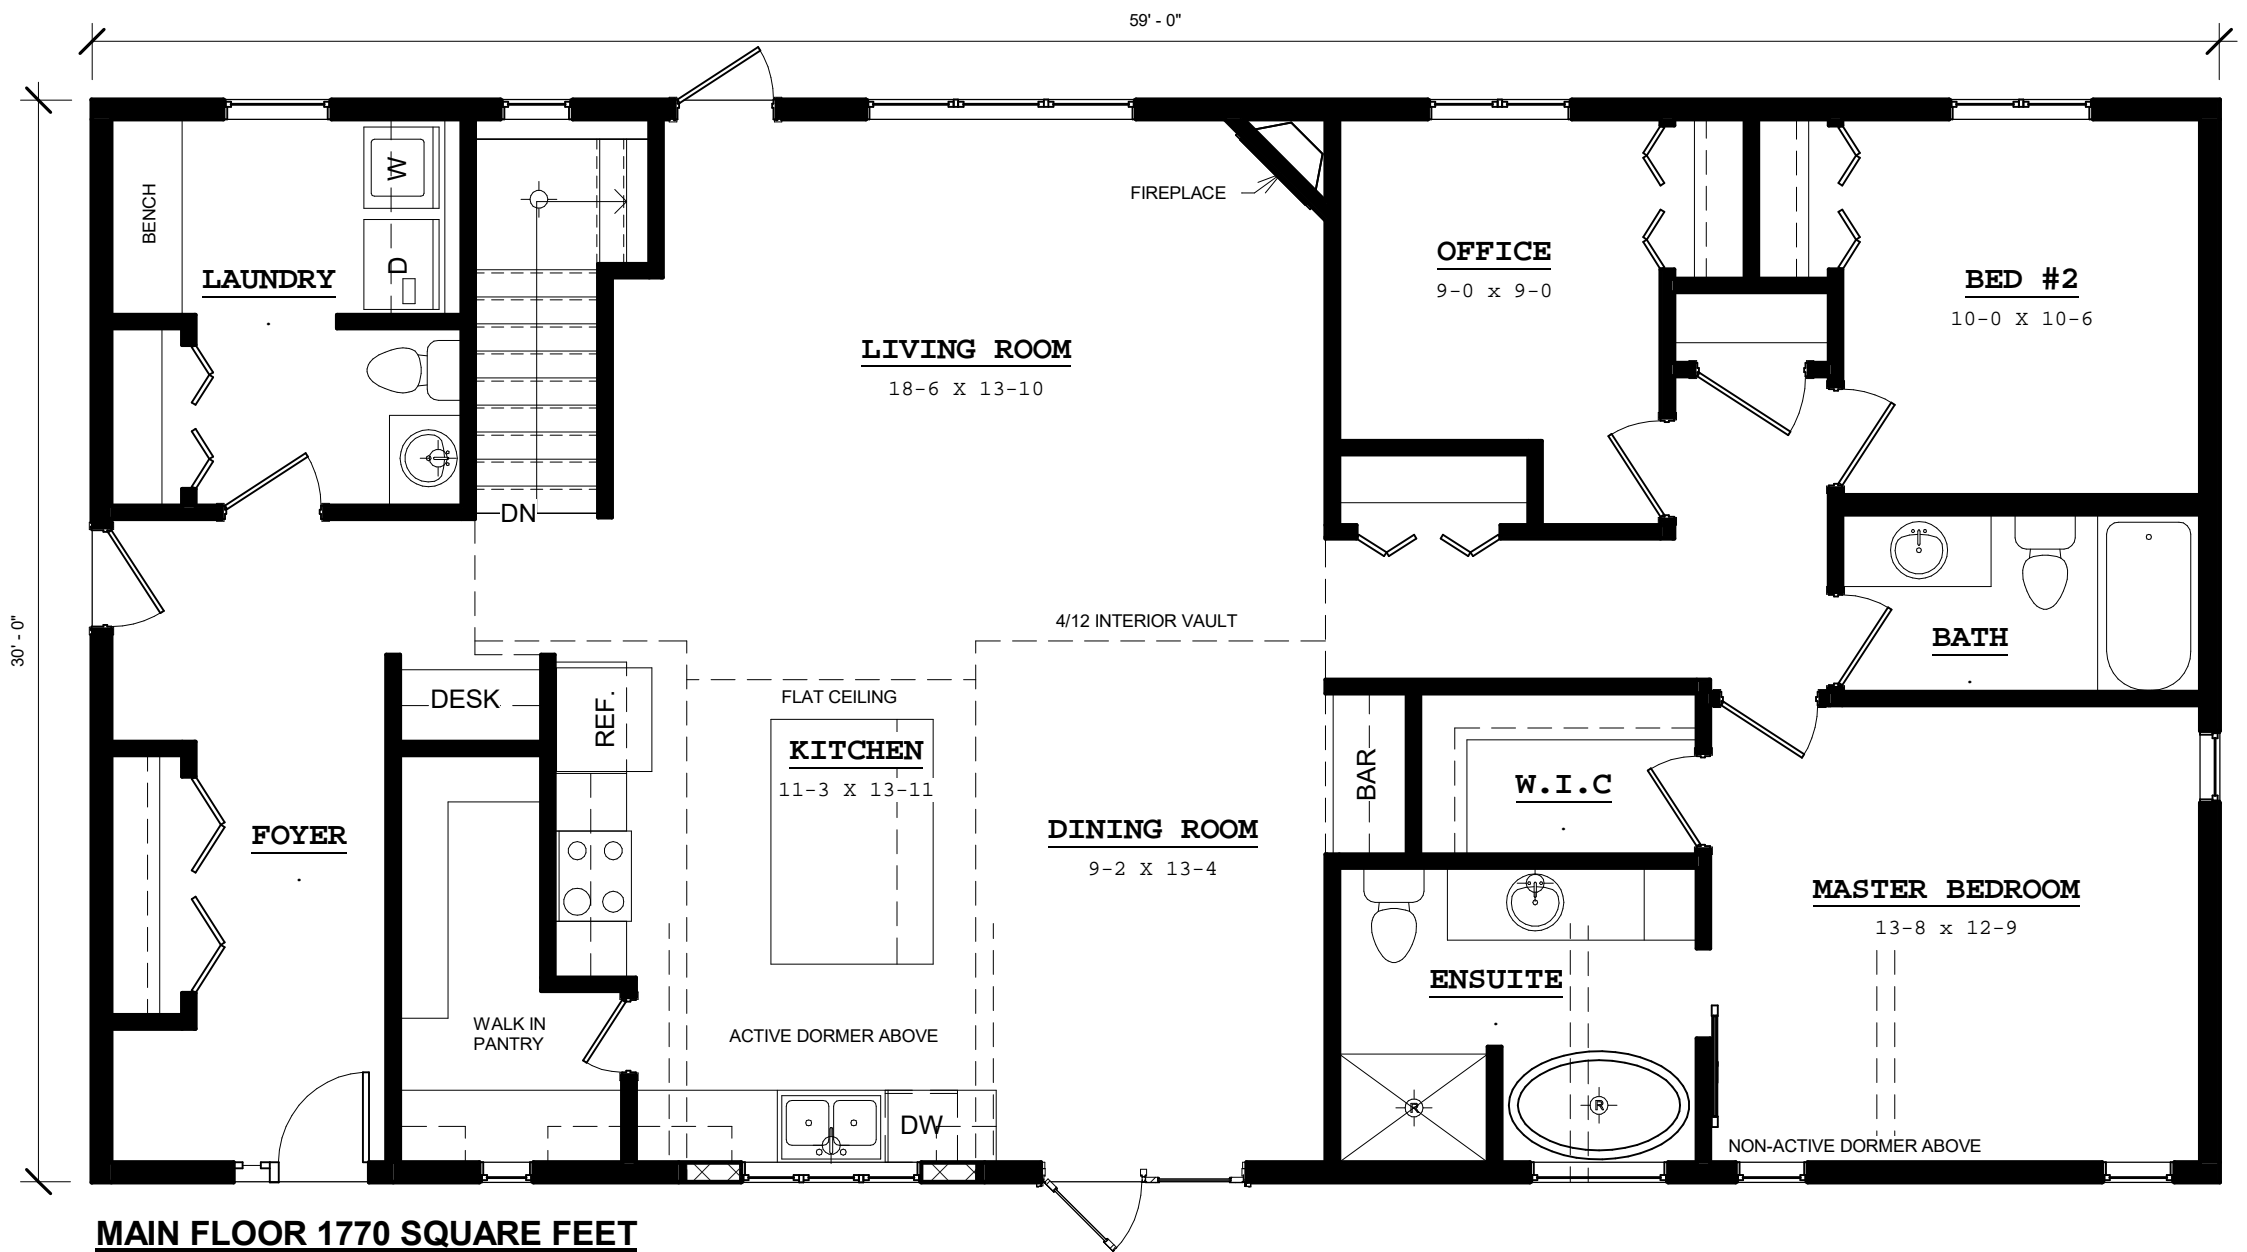 59' - 0"
30' - 0"
BENCH
W
D
LAUNDRY
DN
FIREPLACE
LIVING ROOM
18-6 X 13-10
OFFICE
9-0 x 9-0
BED #2
10-0 X 10-6
4/12 INTERIOR VAULT
BATH
DESK
REF.
FLAT CEILING
KITCHEN
11-3 X 13-11
BAR
W.I.C
FOYER
DINING ROOM
9-2 X 13-4
MASTER BEDROOM
13-8 x 12-9
ENSUITE
WALK IN
PANTRY
ACTIVE DORMER ABOVE
R
R
DW
NON-ACTIVE DORMER ABOVE
MAIN FLOOR 1770 SQUARE FEET